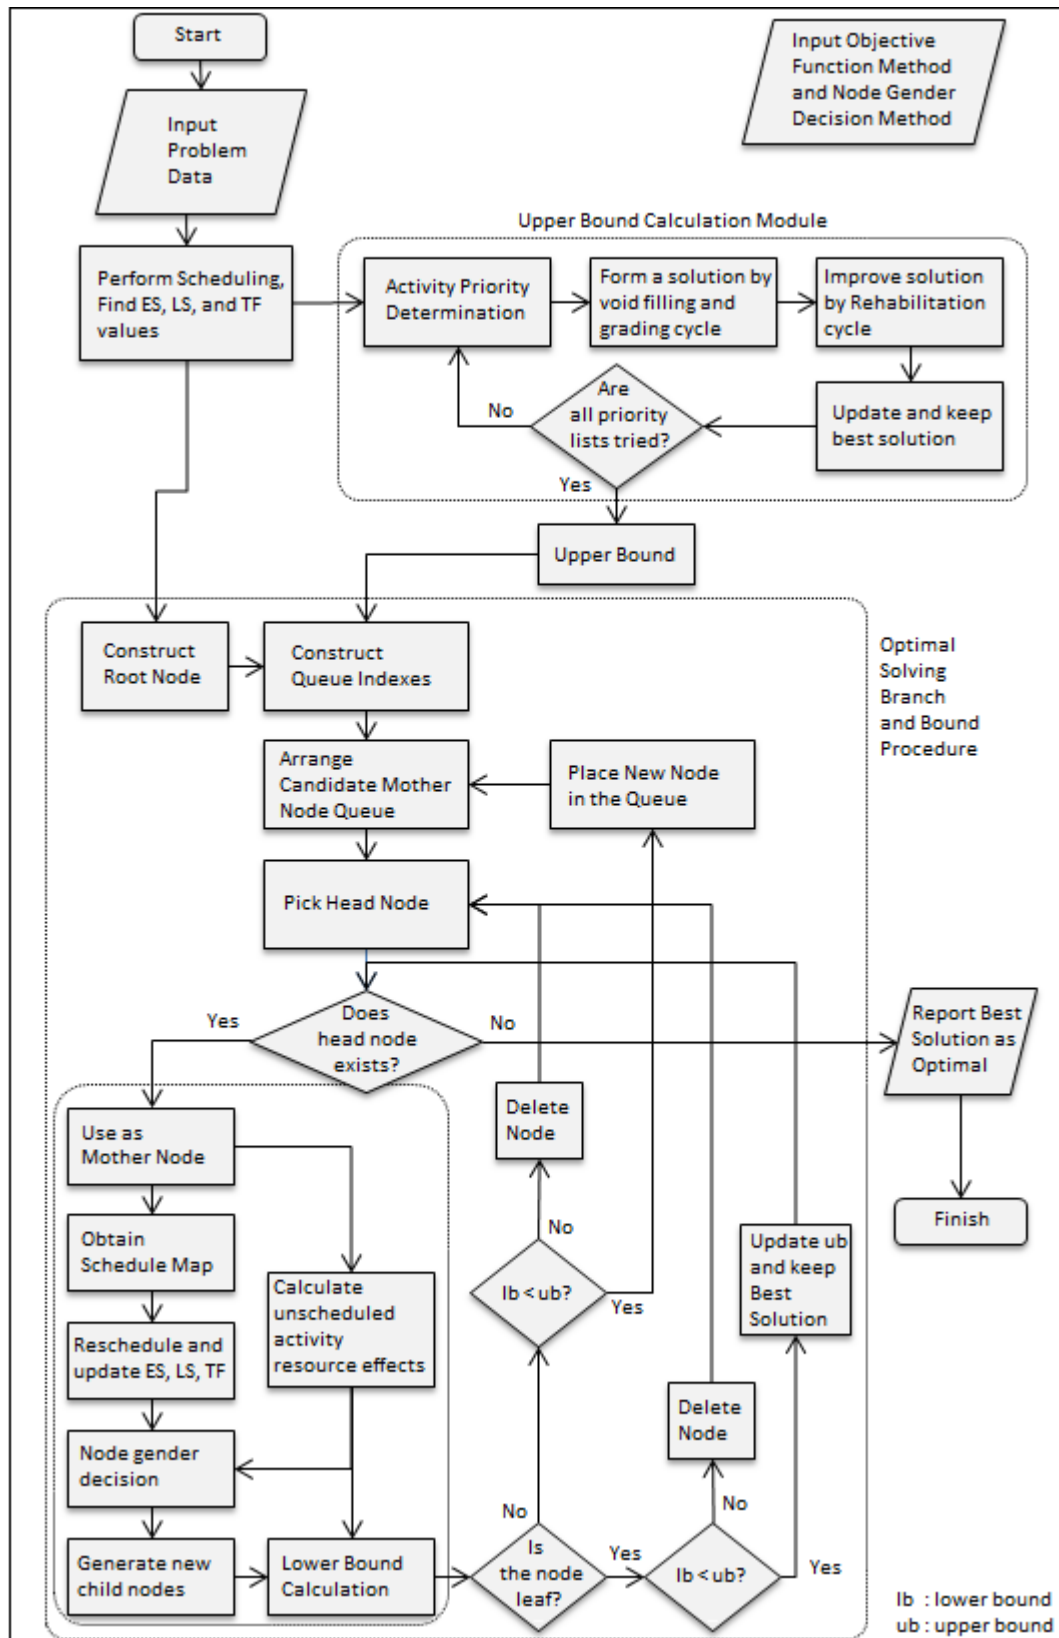 Start
Input Objective
Function Method
and Node Gender
Decision Method
Input
Problem
Data
Upper Bound Calculation Module
Perform Scheduling,
Find ES, LS, and TF
values
Activity Priority
Determination
Form a solution by
void filling and
grading cycle
Improve solution
by Rehabilitation
cycle
Are
all priority
lists tried?
No
Update and keep
best solution
Yes
Upper Bound
Construct
Root Node
Construct
Queue Indexes
Optimal
Solving
Branch
and Bound
Procedure
Arrange
Candidate Mother
Node Queue
Place New Node
in the Queue
Pick Head Node
Does
head node
exists?
Yes
No
Report Best
Solution as
Optimal
Finish
Use as
Mother Node
Delete
Node
Obtain
Schedule Map
Calculate
unscheduled
activity
resource effects
No
lb < ub?
Yes
Update ub
and keep
Best
Solution
Reschedule and
update ES, LS, TF
Delete
Node
Node gender
decision
No
No
Generate new
child nodes
Lower Bound
Calculation
Is
the node
leaf?
Yes
lb < ub?
Yes
lb : lower bound
ub : upper bound